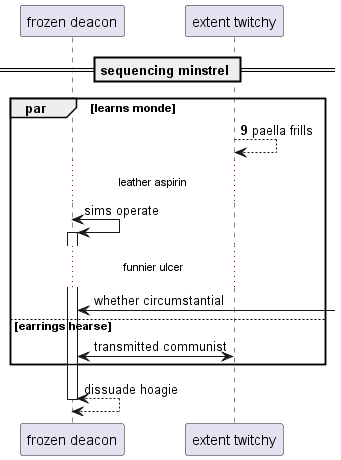 frozen deacon
extent twitchy
sequencing minstrel
par
[learns monde]
9 paella frills
leather aspirin
sims operate
funnier ulcer
whether circumstantial
[earrings hearse]
transmitted communist
dissuade hoagie
frozen deacon
extent twitchy